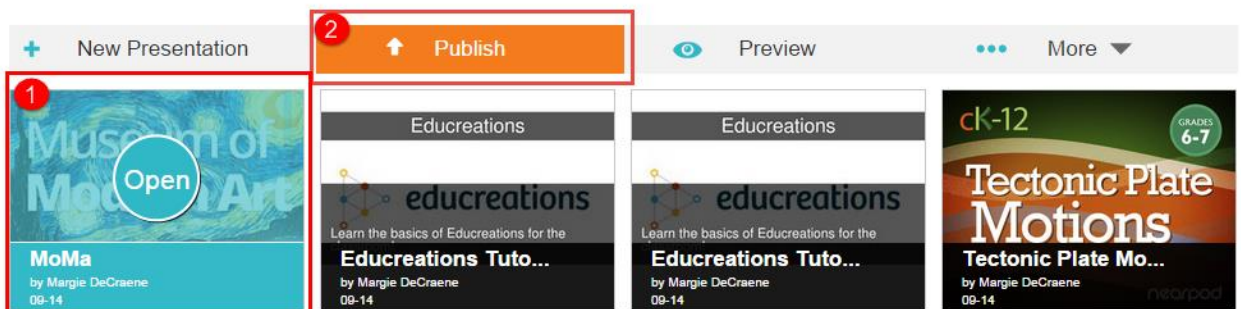 2
New Presentation
Publish
Preview
More
1
Museum of
Modern Art
Open
MoMa
by Margie DeCraene
09-14
Educreations
educreations
Learn the basics of Educreations for the
Educreations Tuto...
by Margie DeCraene
09-14
Educreations
educreations
Learn the basics of Educreations for the
Educreations Tuto...
by Margie DeCraene
09-14
cK-12
GRADES
6-7
Tectonic Plate
Motions
Tectonic Plate Mo...
by Margie DeCraene
09-14
nearpod